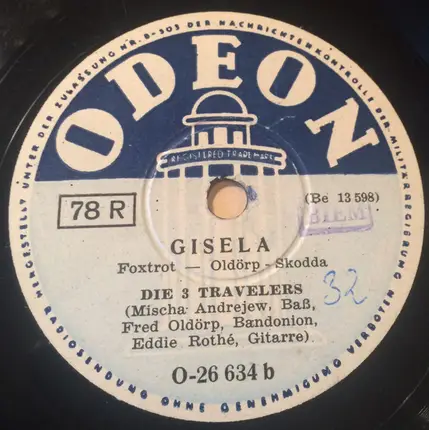 HERGESTELLT UNTER DER ZULASSUNG NR. B-303 DER NACHRICHTENKONTROLLE DER MILITÄRREGIERUNG
ODEON
REGISTERED TRADE MARK
78 R
(Be 13 598)
BIEM
GISELA
Foxtrot — Oldörp - Skodda
DIE 3 TRAVELERS
(Mischa Andrejew, Baß,
Fred Oldörp, Bandonion,
Eddie Rothé, Gitarre)
32
O-26 634 b
RADIOSENDUNG OHNE GENEHMIGUNG VERBOTEN